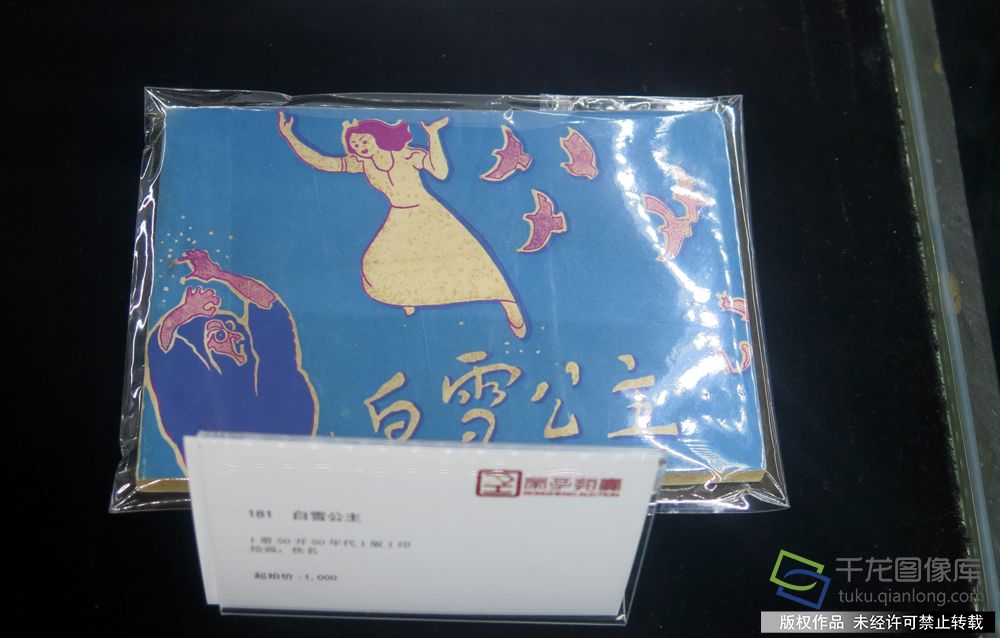 白雪公主
181 白雪公主
1册50开50年代1版1印
绘画：佚名
起拍价:1,000
千龙图像库
tuku.qianlong.com
版权作品 未经许可禁止转载